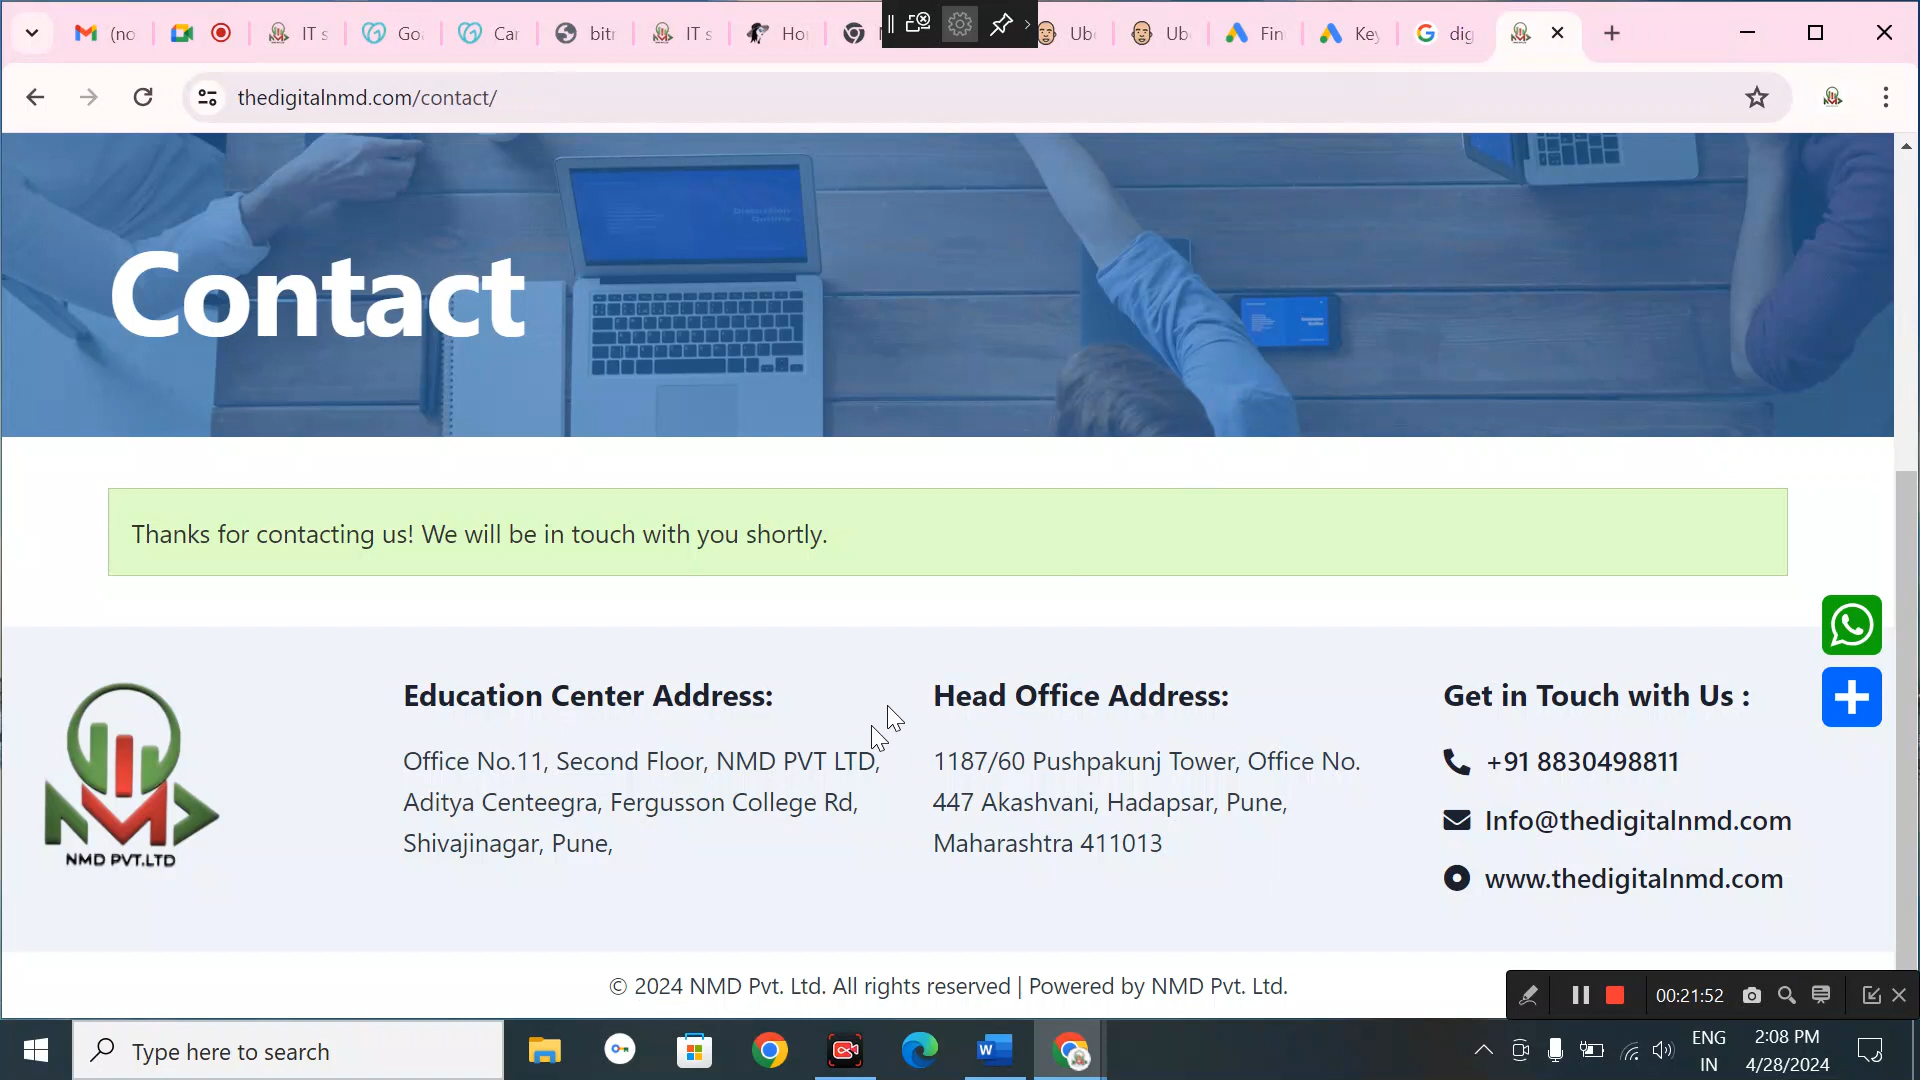 (no
IT s
Go
Car
bitr
IT s
Ho
Ub
Ub
Fin
Key
dig
thedigitalnmd.com/contact/
Contact
Thanks for contacting us! We will be in touch with you shortly.
Education Center Address:
Office No.11, Second Floor, NMD PVT LTD,
Aditya Centeegra, Fergusson College Rd,
Shivajinagar, Pune,
Head Office Address:
1187/60 Pushpakunj Tower, Office No.
447 Akashvani, Hadapsar, Pune,
Maharashtra 411013
Get in Touch with Us :
+91 8830498811
Info@thedigitalnmd.com
www.thedigitalnmd.com
NMD PVT.LTD
© 2024 NMD Pvt. Ltd. All rights reserved | Powered by NMD Pvt. Ltd.
00:21:52
Type here to search
ENG
IN
2:08 PM
4/28/2024